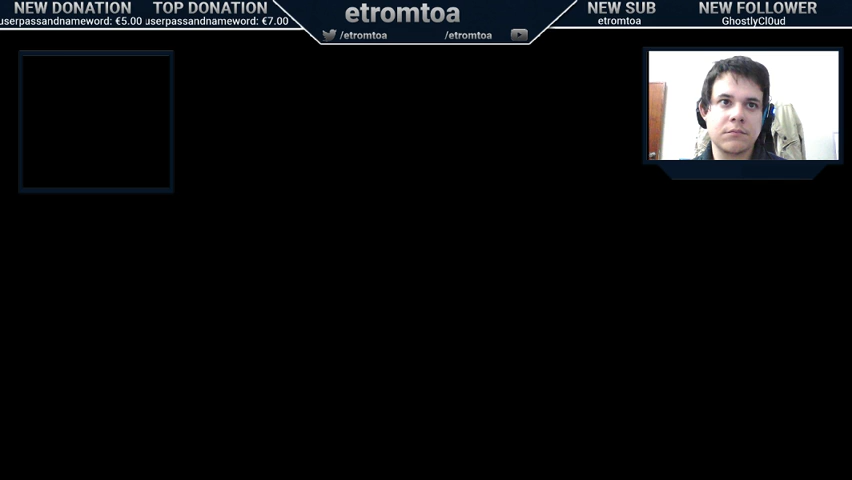 NEW DONATION TOP DONATION
userpassandnameword: €5.00 userpassandnameword: €7.00
etromtoa
/etromtoa /etromtoa
NEW SUB NEW FOLLOWER
etromtoa GhostlyCl0ud